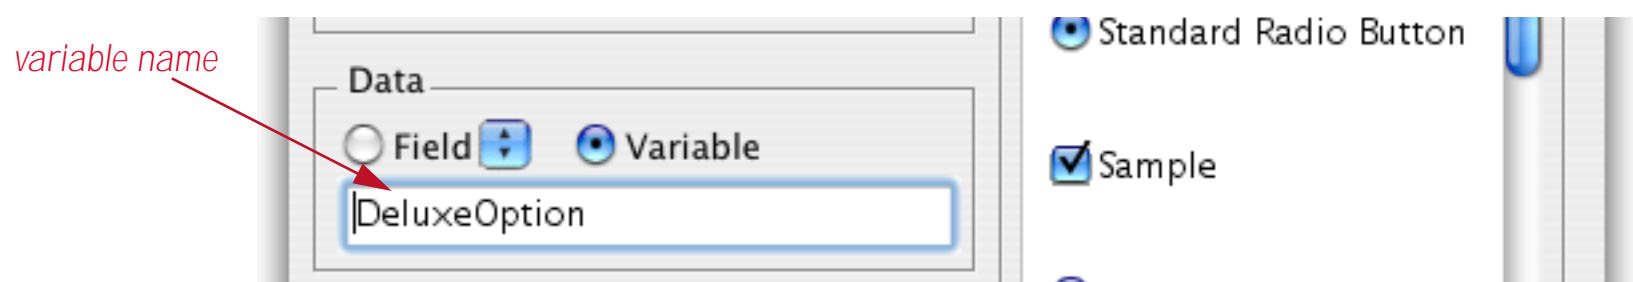 variable name
Data
Field Variable
DeluxeOption
Standard Radio Button
Sample